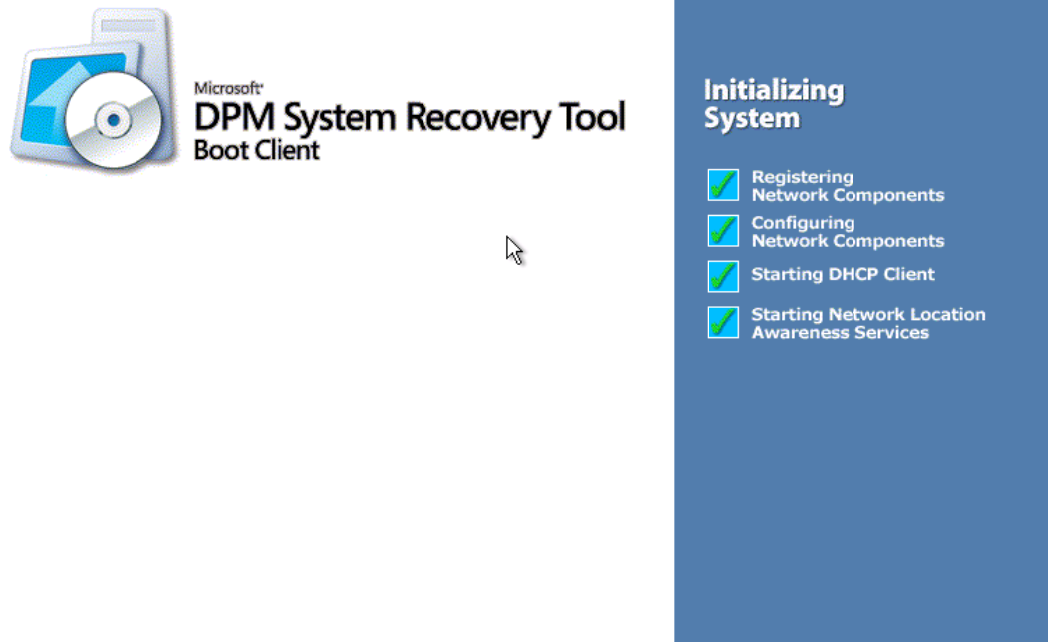 Microsoft®
DPM System Recovery Tool
Boot Client
Initializing
System
Registering
Network Components
Configuring
Network Components
Starting DHCP Client
Starting Network Location
Awareness Services